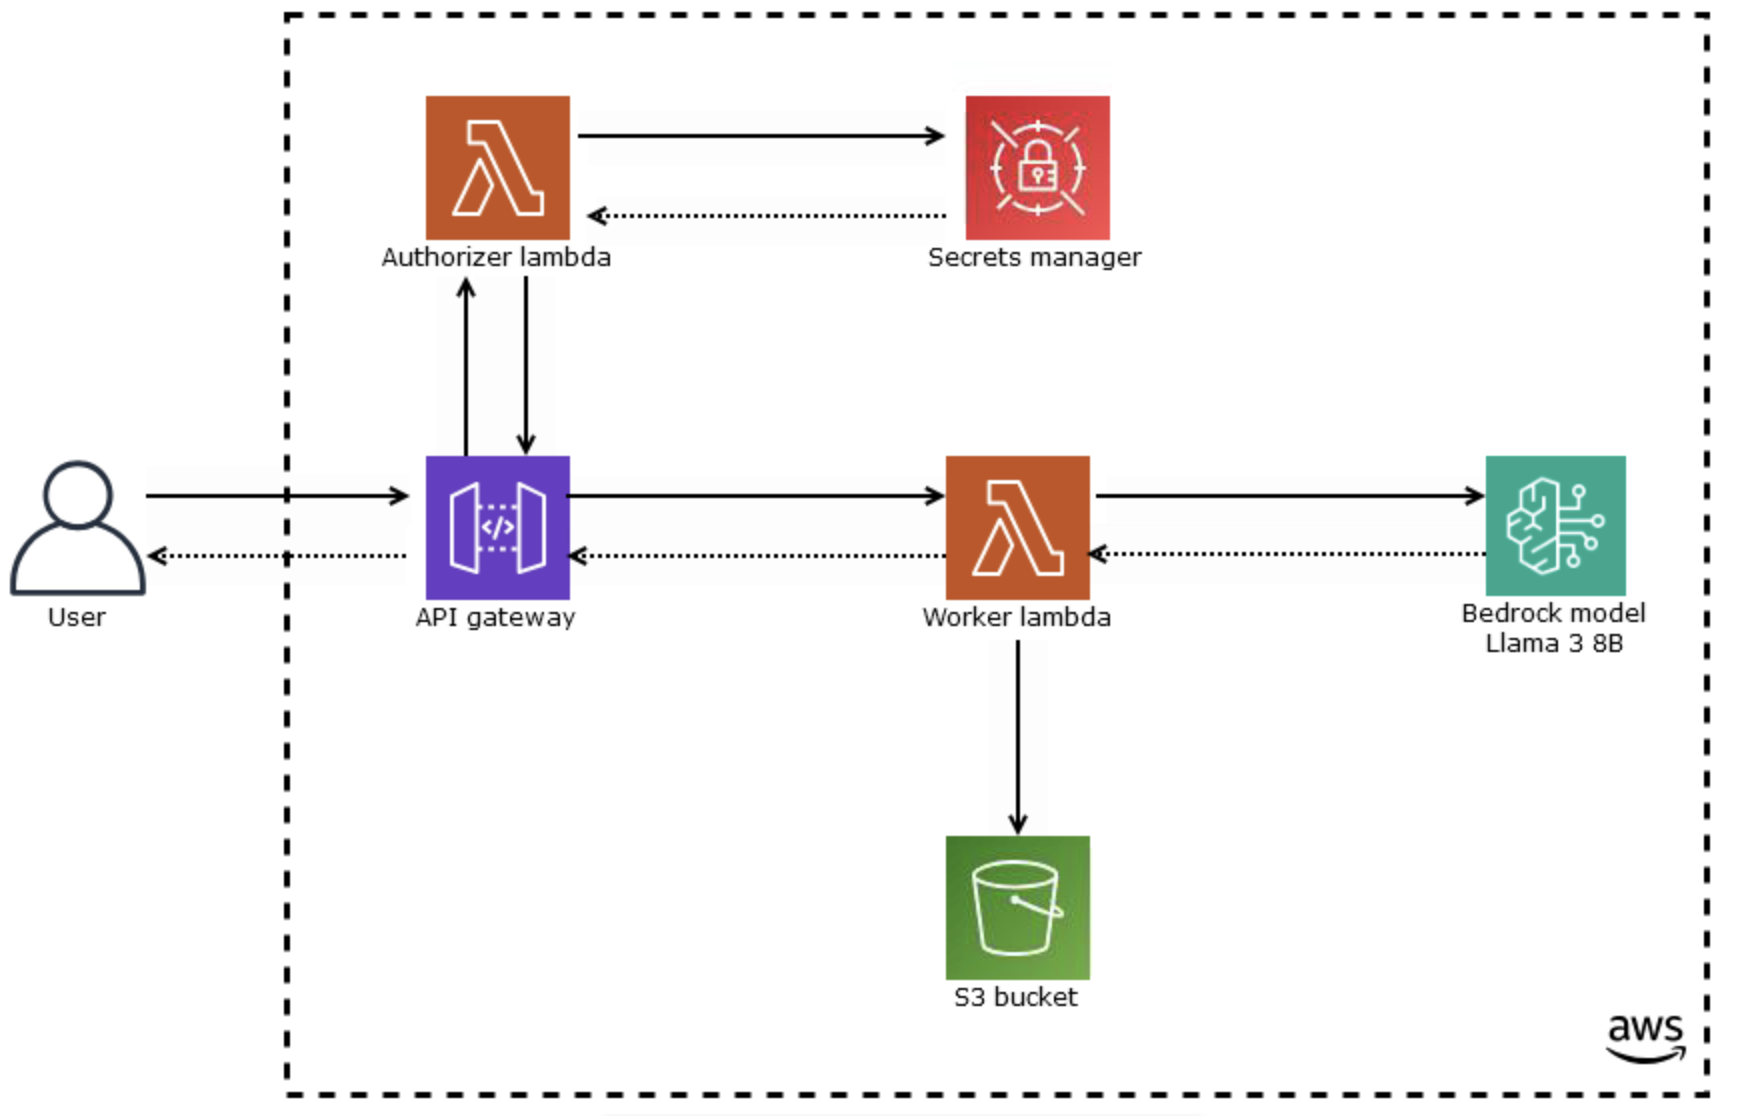 Authorizer lambda
Secrets manager
</>
User
API gateway
Worker lambda
Bedrock model
Llama 3 8B
S3 bucket
aws